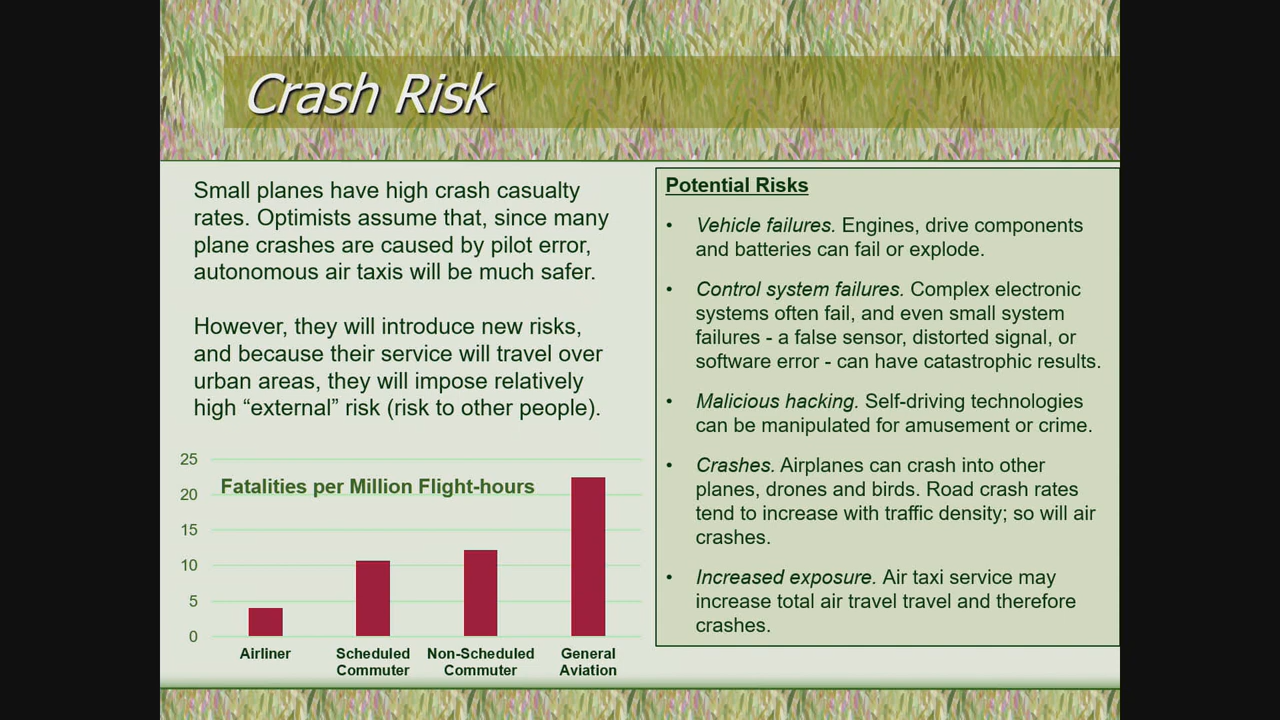 Crash Risk
Small planes have high crash casualty
rates. Optimists assume that, since many
plane crashes are caused by pilot error,
autonomous air taxis will be much safer.
However, they will introduce new risks,
and because their service will travel over
urban areas, they will impose relatively
high “external” risk (risk to other people).
Fatalities per Million Flight-hours
25
20
15
10
5
0
Airliner
Scheduled
Commuter
Non-Scheduled
Commuter
General
Aviation
Potential Risks
• Vehicle failures. Engines, drive components
and batteries can fail or explode.
• Control system failures. Complex electronic
systems often fail, and even small system
failures - a false sensor, distorted signal, or
software error - can have catastrophic results.
• Malicious hacking. Self-driving technologies
can be manipulated for amusement or crime.
• Crashes. Airplanes can crash into other
planes, drones and birds. Road crash rates
tend to increase with traffic density; so will air
crashes.
• Increased exposure. Air taxi service may
increase total air travel travel and therefore
crashes.